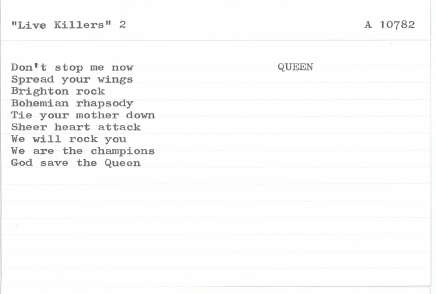 "Live Killers" 2 A 10782
Don't stop me now QUEEN
Spread your wings
Brighton rock
Bohemian rhapsody
Tie your mother down
Sheer heart attack
We will rock you
We are the champions
God save the Queen